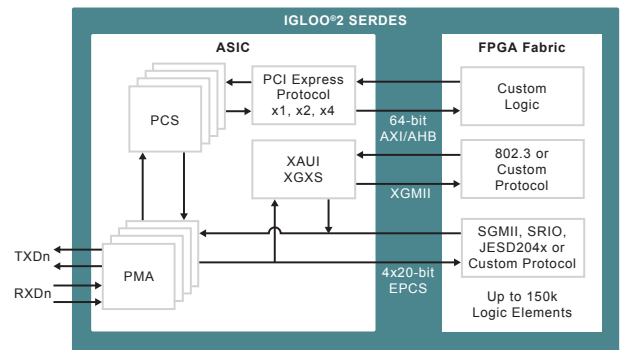 IGLOO®2 SERDES
ASIC
FPGA Fabric
PCS
PCI Express
Protocol
x1, x2, x4
Custom
Logic
64-bit
AXI/AHB
XAUI
XGXS
802.3 or
Custom
Protocol
XGMII
TXDn
RXDn
PMA
SGMII, SRIO,
JESD204x or
Custom Protocol
4x20-bit
EPCS
Up to 150k
Logic Elements